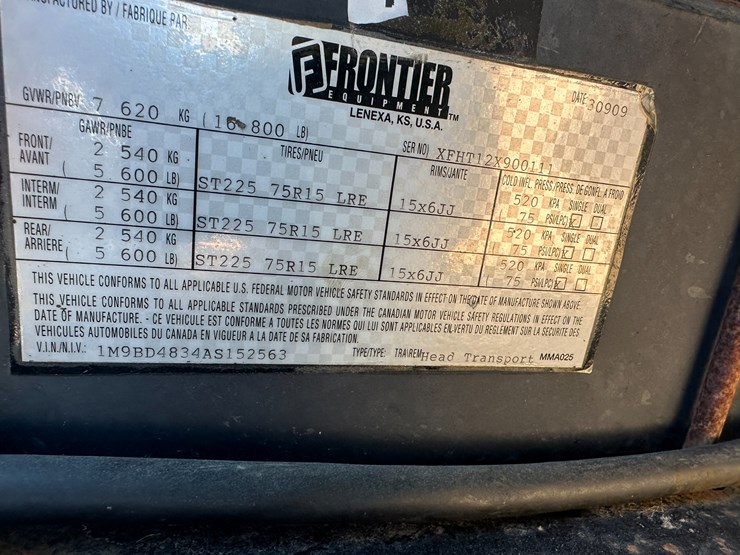 MANUFACTURED BY / FABRIQUE PAR
FRONTIER
EQUIPMENT™
LENEXA, KS, U.S.A.
DATE 30909
GVWR/PNBV 7 620 KG ( 16 800 LB)
SER NO) XFHT12X900111
GAWR/PNBE TIRES/PNEU RIMS/JANTE COLD INFL. PRESS/PRESS. DE GONFL. A FROID
FRONT/ AVANT 2 540 KG ST225 75R15 LRE 15x6JJ 520 KPA SINGLE DUAL
( 5 600 LB) ( 75 PSI/LPC) ☑ ☐
INTERM/ INTERM 2 540 KG ST225 75R15 LRE 15x6JJ 520 KPA SINGLE DUAL
( 5 600 LB) ( 75 PSI/LPC) ☑ ☐
REAR/ ARRIERE 2 540 KG ST225 75R15 LRE 15x6JJ 520 KPA SINGLE DUAL
( 5 600 LB) ( 75 PSI/LPC) ☑ ☐
THIS VEHICLE CONFORMS TO ALL APPLICABLE U.S. FEDERAL MOTOR VEHICLE SAFETY STANDARDS IN EFFECT ON THE DATE OF MANUFACTURE SHOWN ABOVE.
THIS VEHICLE CONFORMS TO ALL APPLICABLE STANDARDS PRESCRIBED UNDER THE CANADIAN MOTOR VEHICLE SAFETY REGULATIONS IN EFFECT ON THE
DATE OF MANUFACTURE. - CE VEHICULE EST CONFORME A TOUTES LES NORMES QUI LUI SONT APPLICABLES EN VERTU DU REGLEMENT SUR LA SECURITE DES
VEHICULES AUTOMOBILES DU CANADA EN VIGUEUR A LA DATE DE SA FABRICATION.
V.I.N./N.I.V.: 1M9BD4834AS152563 TYPE/TYPE: TRA/REM Head Transport MMA025